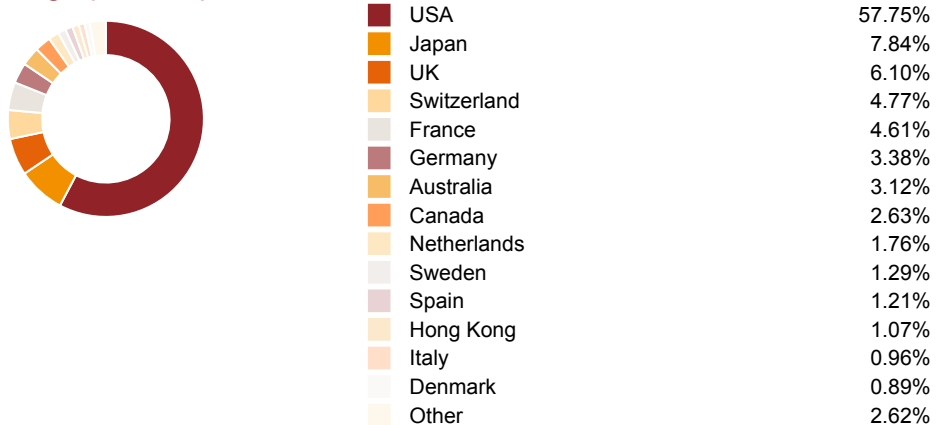 USA 57.75%
Japan 7.84%
UK 6.10%
Switzerland 4.77%
France 4.61%
Germany 3.38%
Australia 3.12%
Canada 2.63%
Netherlands 1.76%
Sweden 1.29%
Spain 1.21%
Hong Kong 1.07%
Italy 0.96%
Denmark 0.89%
Other 2.62%